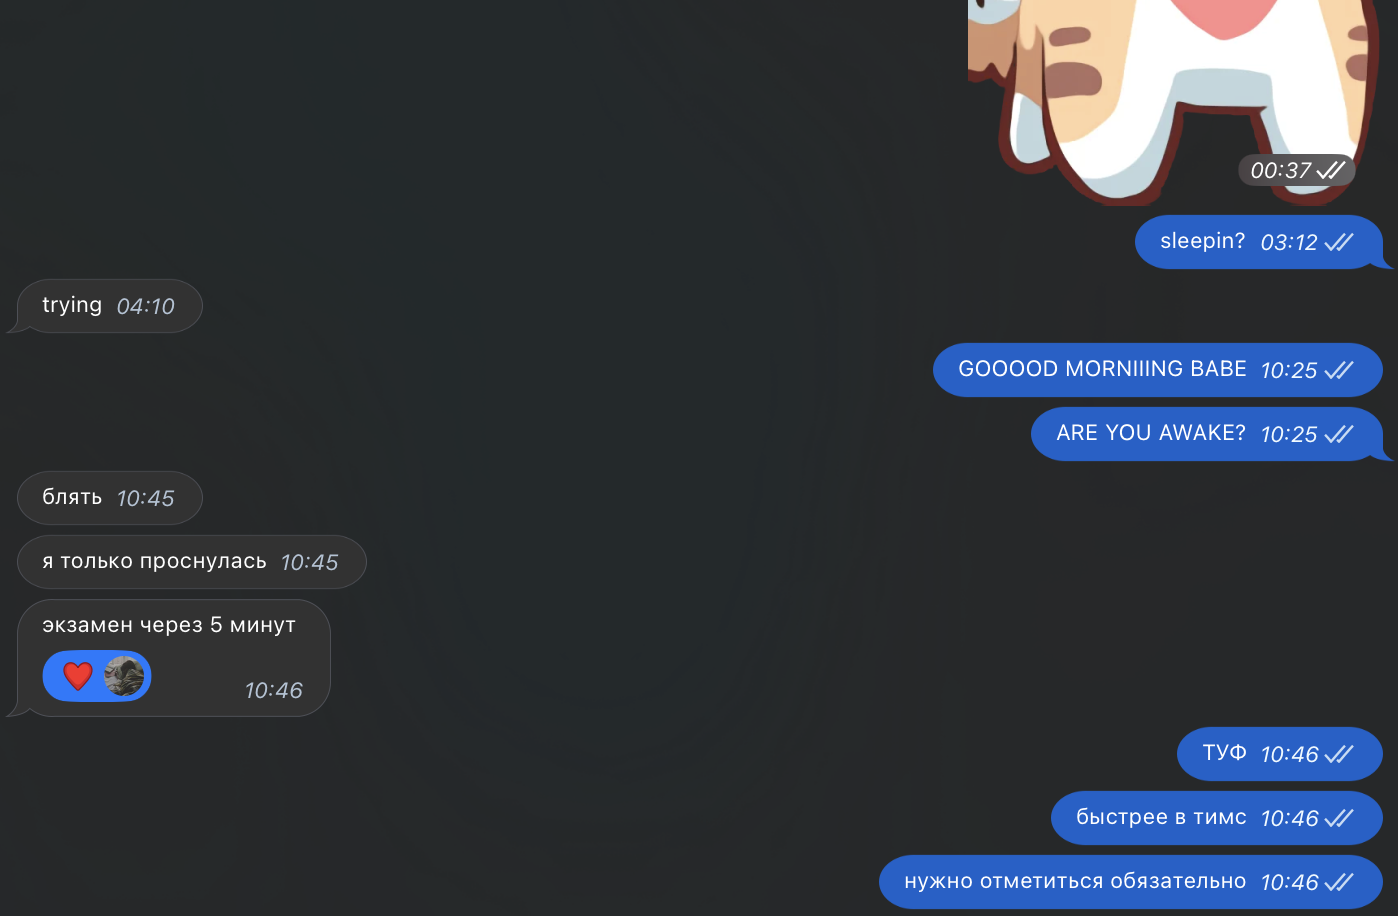 00:37
sleepin? 03:12
trying 04:10
GOOOOD MORNIIIING BABE 10:25
ARE YOU AWAKE? 10:25
блять 10:45
я только проснулась 10:45
экзамен через 5 минут
10:46
ТУФ 10:46
быстрее в тимс 10:46
нужно отметиться обязательно 10:46